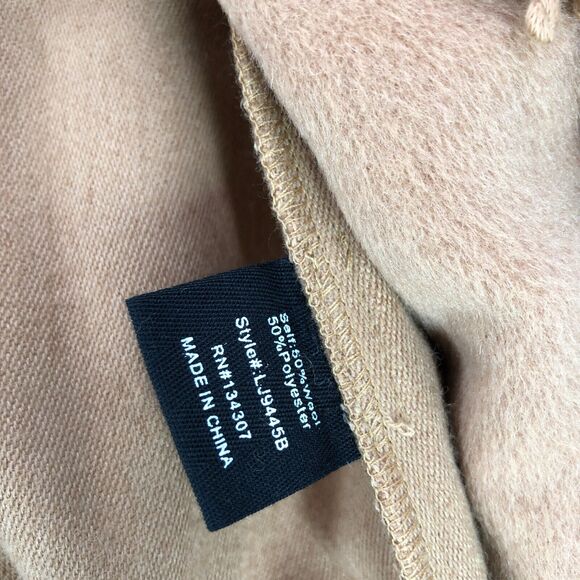 Self:50%Wool
50%Polyester
Style#:LJ9445B
RN#134307
MADE IN CHINA